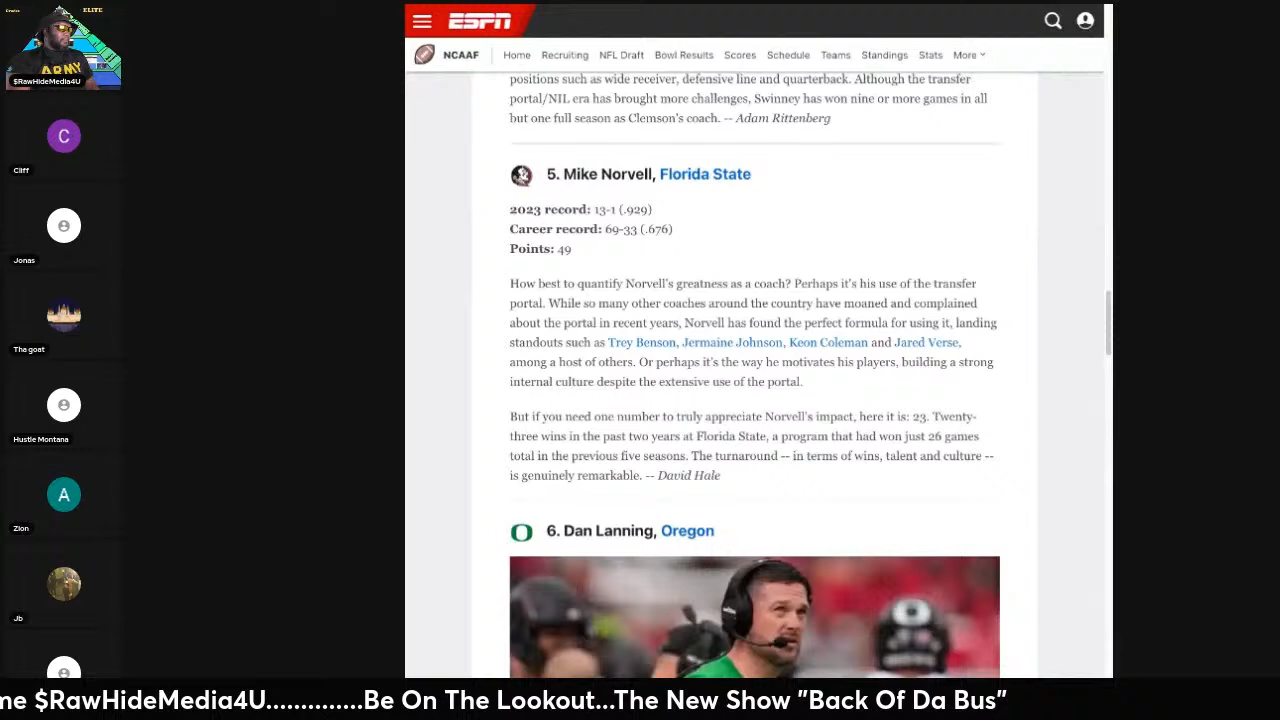 ELITE
ARMY
$RawHideMedia4U
C
Cliff
Jonas
Tha goat
Hustle Montana
A
Zion
Jb
ESPN
NCAAF
Home Recruiting NFL Draft Bowl Results Scores Schedule Teams Standings Stats More
positions such as wide receiver, defensive line and quarterback. Although the transfer
portal/NIL era has brought more challenges, Swinney has won nine or more games in all
but one full season as Clemson's coach. -- Adam Rittenberg
5. Mike Norvell, Florida State
2023 record: 13-1 (.929)
Career record: 69-33 (.676)
Points: 49
How best to quantify Norvell's greatness as a coach? Perhaps it's his use of the transfer
portal. While so many other coaches around the country have moaned and complained
about the portal in recent years, Norvell has found the perfect formula for using it, landing
standouts such as Trey Benson, Jermaine Johnson, Keon Coleman and Jared Verse,
among a host of others. Or perhaps it's the way he motivates his players, building a strong
internal culture despite the extensive use of the portal.
But if you need one number to truly appreciate Norvell's impact, here it is: 23. Twenty-
three wins in the past two years at Florida State, a program that had won just 26 games
total in the previous five seasons. The turnaround -- in terms of wins, talent and culture --
is genuinely remarkable. -- David Hale
O
6. Dan Lanning, Oregon
me $RawHideMedia4U..............Be On The Lookout...The New Show "Back Of Da Bus"